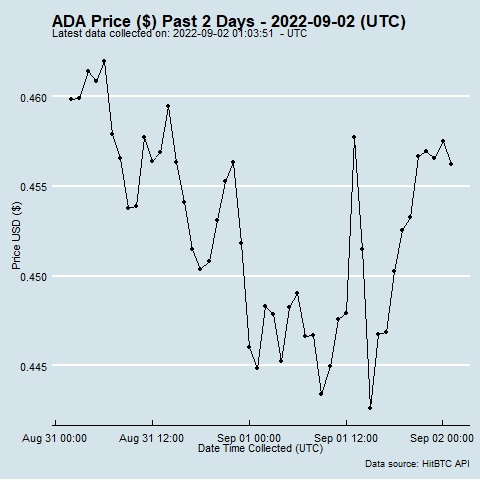 ADA Price ($) Past 2 Days - 2022-09-02 (UTC)
Latest data collected on: 2022-09-02 01:03:51 - UTC
0.460
0.455
0.450
0.445
Price USD ($)
Aug 31 00:00 Aug 31 12:00 Sep 01 00:00 Sep 01 12:00 Sep 02 00:00
Date Time Collected (UTC)
Data source: HitBTC API